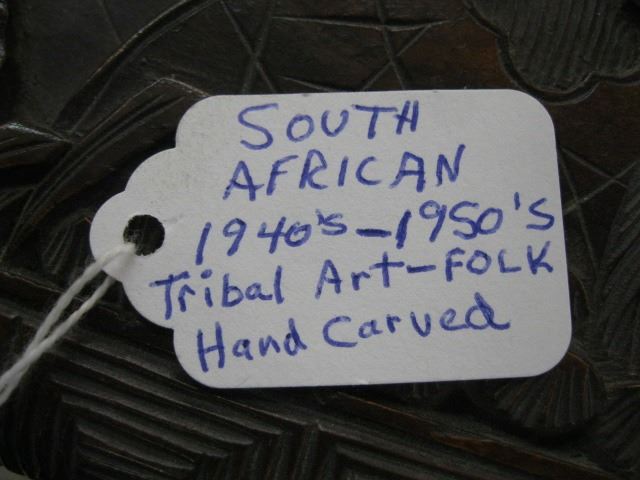 SOUTH
AFRICAN
1940's-1950's
Tribal Art-FOLK
Hand Carved